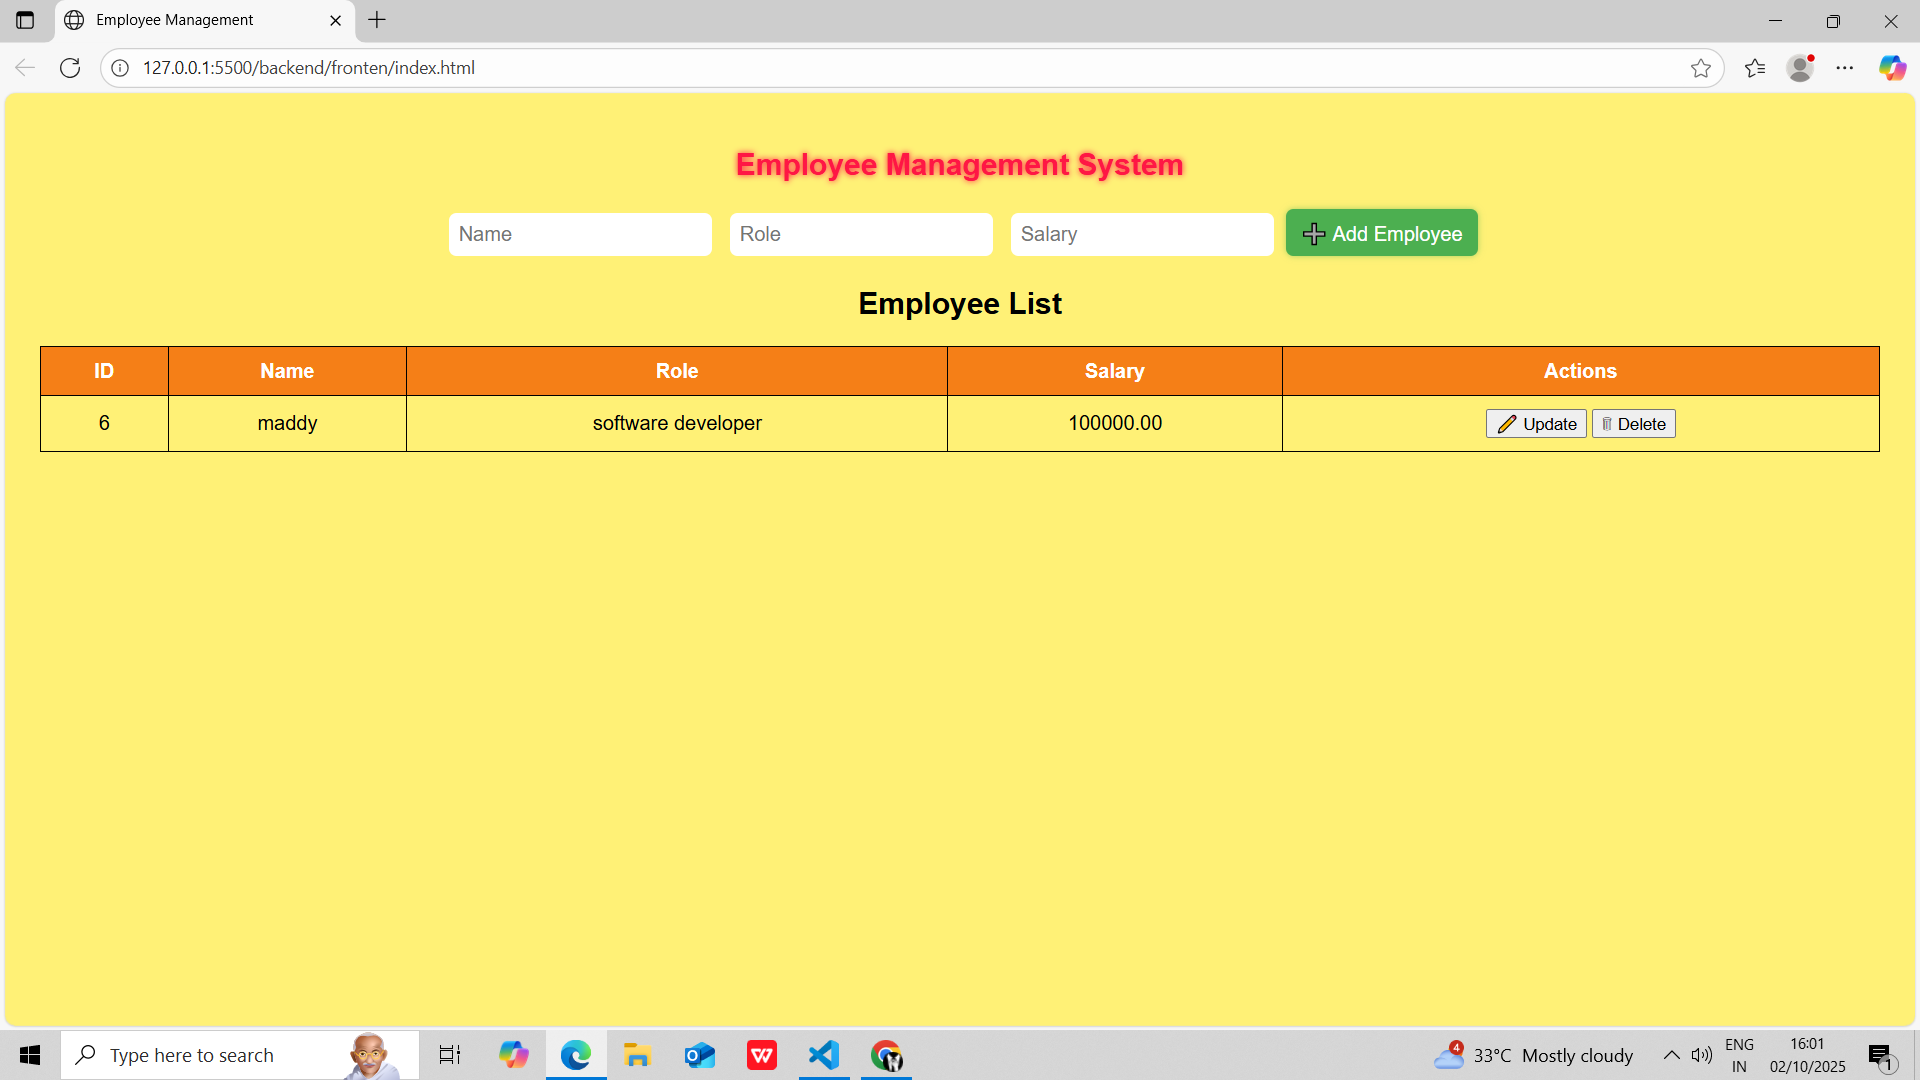 Employee Management
127.0.0.1:5500/backend/fronten/index.html
Employee Management System
Name Role Salary ➕ Add Employee
Employee List
ID Name Role Salary Actions
6 maddy software developer 100000.00 Update Delete
Type here to search
4 33°C Mostly cloudy ENG IN 16:01 02/10/2025 1